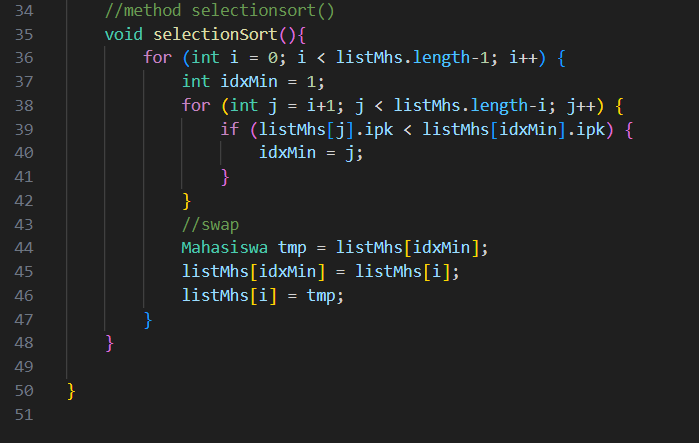 34 //method selectionsort()
35 void selectionSort(){
36 for (int i = 0; i < listMhs.length-1; i++) {
37 int idxMin = 1;
38 for (int j = i+1; j < listMhs.length-i; j++) {
39 if (listMhs[j].ipk < listMhs[idxMin].ipk) {
40 idxMin = j;
41 }
42 }
43 //swap
44 Mahasiswa tmp = listMhs[idxMin];
45 listMhs[idxMin] = listMhs[i];
46 listMhs[i] = tmp;
47 }
48 }
49
50 }
51